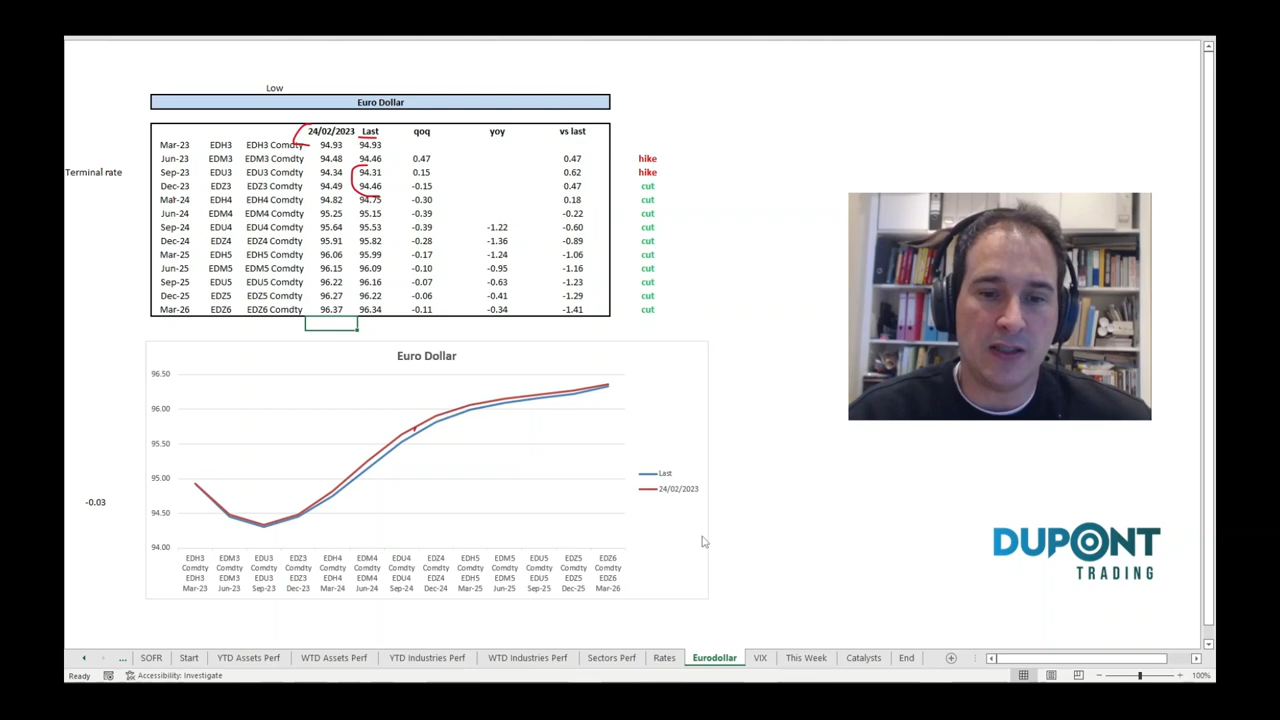 Low
Euro Dollar
24/02/2023 Last qoq yoy vs last
Mar-23 EDH3 EDH3 Comdty 94.93 94.93
Jun-23 EDM3 EDM3 Comdty 94.48 94.46 0.47 0.47 hike
Terminal rate Sep-23 EDU3 EDU3 Comdty 94.34 94.31 0.15 0.62 hike
Dec-23 EDZ3 EDZ3 Comdty 94.49 94.46 -0.15 0.47 cut
Mar-24 EDH4 EDH4 Comdty 94.82 94.75 -0.30 0.18 cut
Jun-24 EDM4 EDM4 Comdty 95.25 95.15 -0.39 -0.22 cut
Sep-24 EDU4 EDU4 Comdty 95.64 95.53 -0.39 -1.22 -0.60 cut
Dec-24 EDZ4 EDZ4 Comdty 95.91 95.82 -0.28 -1.36 -0.89 cut
Mar-25 EDH5 EDH5 Comdty 96.06 95.99 -0.17 -1.24 -1.06 cut
Jun-25 EDM5 EDM5 Comdty 96.15 96.09 -0.10 -0.95 -1.16 cut
Sep-25 EDU5 EDU5 Comdty 96.22 96.16 -0.07 -0.63 -1.23 cut
Dec-25 EDZ5 EDZ5 Comdty 96.27 96.22 -0.06 -0.41 -1.29 cut
Mar-26 EDZ6 EDZ6 Comdty 96.37 96.34 -0.11 -0.34 -1.41 cut
Euro Dollar
96.50
96.00
95.50
95.00
94.50
94.00
Last
24/02/2023
-0.03
EDH3 EDM3 EDU3 EDZ3 EDH4 EDM4 EDU4 EDZ4 EDH5 EDM5 EDU5 EDZ5 EDZ6
Comdty Comdty Comdty Comdty Comdty Comdty Comdty Comdty Comdty Comdty Comdty Comdty Comdty
EDH3 EDM3 EDU3 EDZ3 EDH4 EDM4 EDU4 EDZ4 EDH5 EDM5 EDU5 EDZ5 EDZ6
Mar-23 Jun-23 Sep-23 Dec-23 Mar-24 Jun-24 Sep-24 Dec-24 Mar-25 Jun-25 Sep-25 Dec-25 Mar-26
DUPONT
TRADING
... SOFR Start YTD Assets Perf WTD Assets Perf YTD Industries Perf WTD Industries Perf Sectors Perf Rates Eurodollar VIX This Week Catalysts End
Ready Accessibility: Investigate 100%